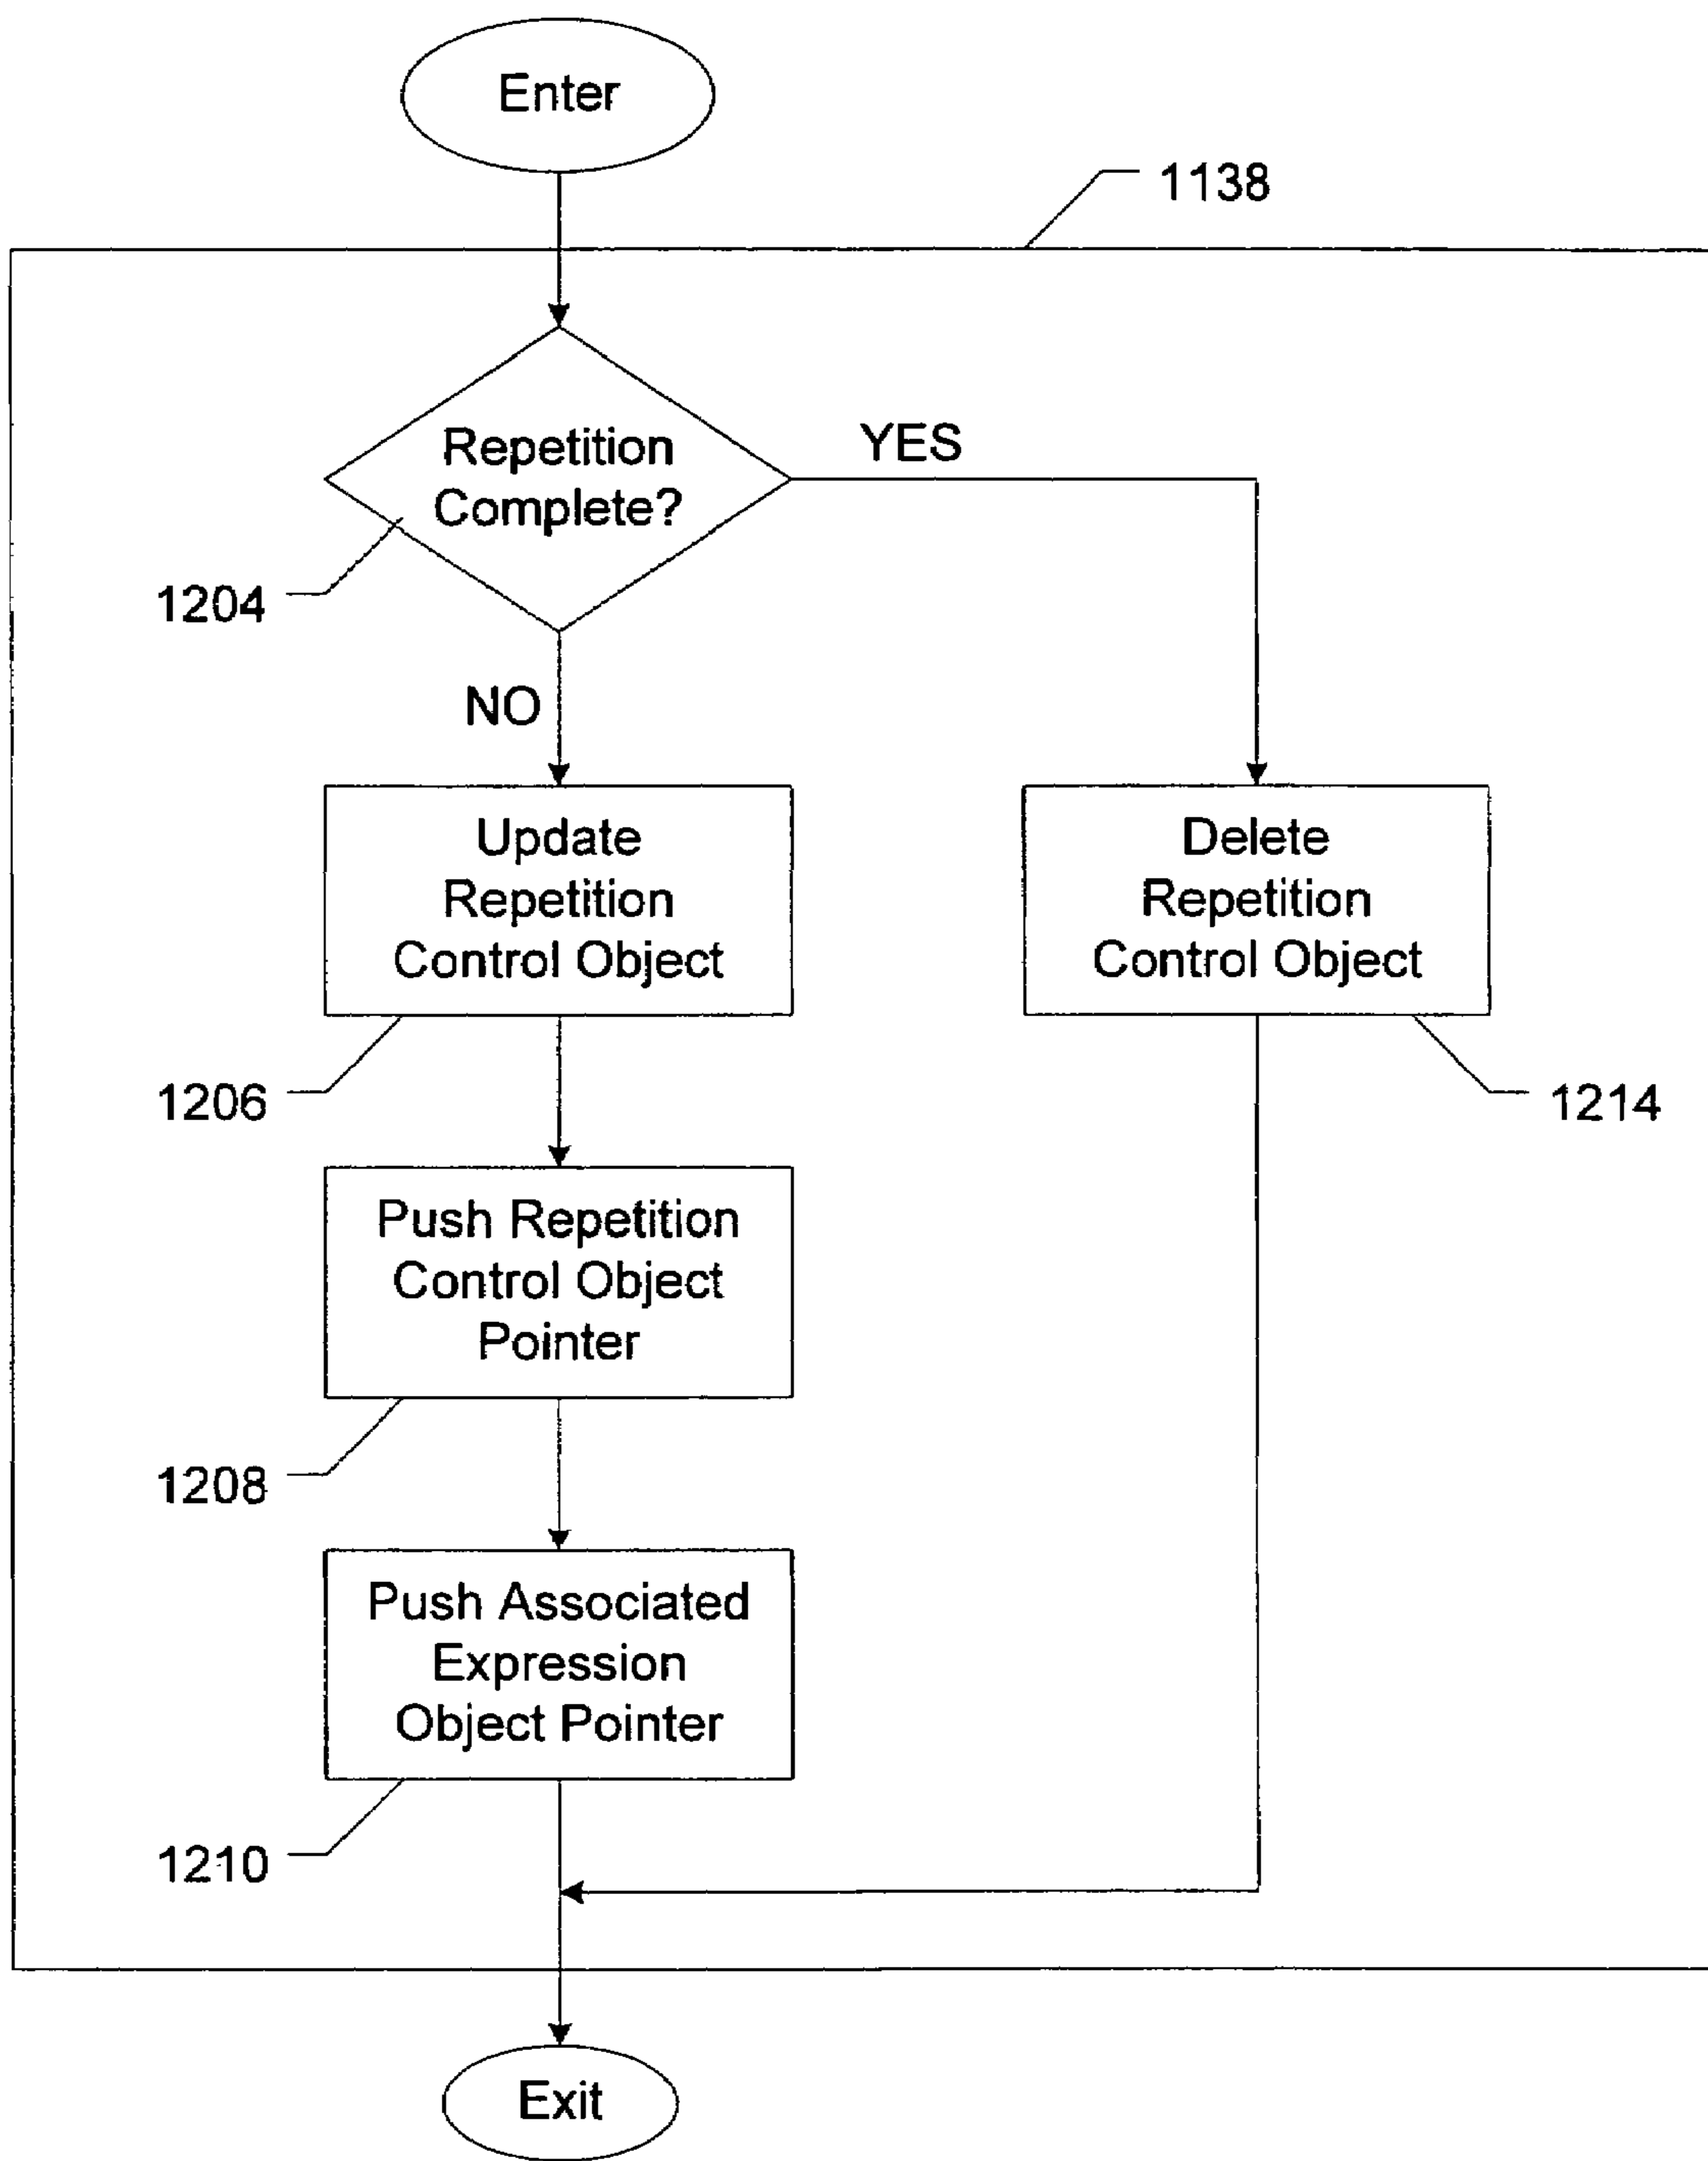 Enter
1138
Repetition
Complete?
YES
1204
NO
Update
Repetition
Control Object
Delete
Repetition
Control Object
1206
1214
Push Repetition
Control Object
Pointer
1208
Push Associated
Expression
Object Pointer
1210
Exit